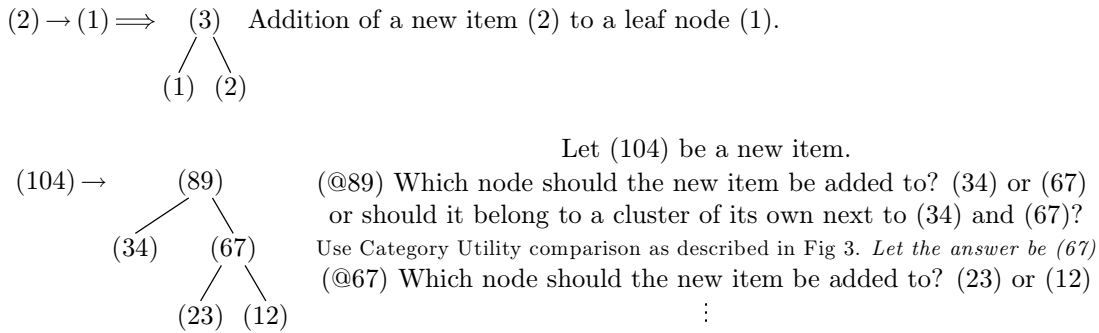 (2) → (1) ⟹ (3) Addition of a new item (2) to a leaf node (1).
(1) (2)
Let (104) be a new item.
(104) → (89) (@89) Which node should the new item be added to? (34) or (67)
or should it belong to a cluster of its own next to (34) and (67)?
(34) (67) Use Category Utility comparison as described in Fig 3. Let the answer be (67)
(@67) Which node should the new item be added to? (23) or (12)
(23) (12) ⋮